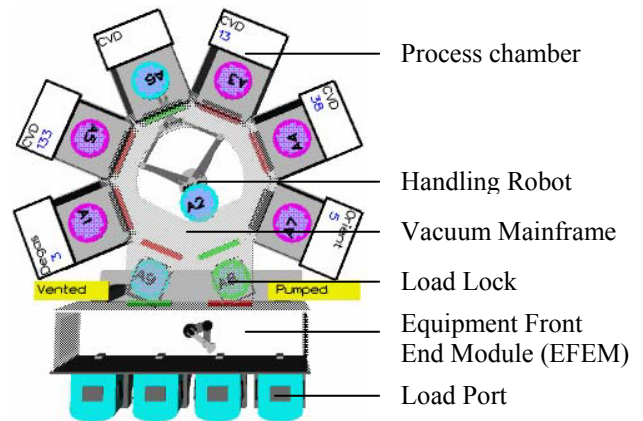 CVD
CVD
13
Process chamber
A6
A3
CVD
133
CVD
38
A5
A4
Handling Robot
A2
Degas
3
A1
Orient
5
A7
Vacuum Mainframe
A9
A8
Load Lock
Vented
Pumped
Equipment Front
End Module (EFEM)
Load Port